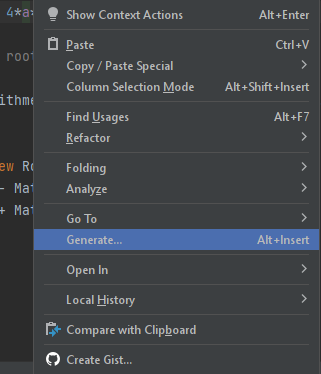 4*a*
Show Context Actions Alt+Enter
Paste Ctrl+V
root
Copy / Paste Special
Column Selection Mode Alt+Shift+Insert
ithme
Find Usages Alt+F7
Refactor
ew Ro
Folding
- Mat
Analyze
+ Mat
Go To
Generate... Alt+Insert
Open In
Local History
Compare with Clipboard
Create Gist...